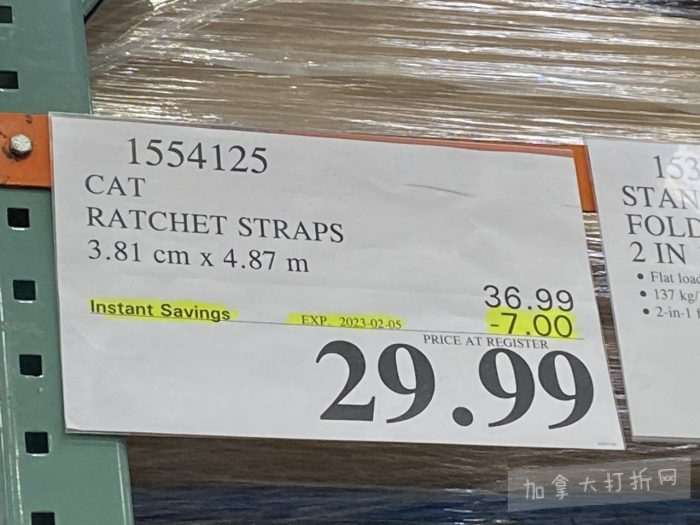 1554125
CAT
RATCHET STRAPS
3.81 cm x 4.87 m
36.99
Instant Savings EXP. 2023-02-05 -7.00
PRICE AT REGISTER
29.99
153
STAN
FOLD
2 IN
• Flat load
• 137 kg/
• 2-in-1 f
加拿大打折网